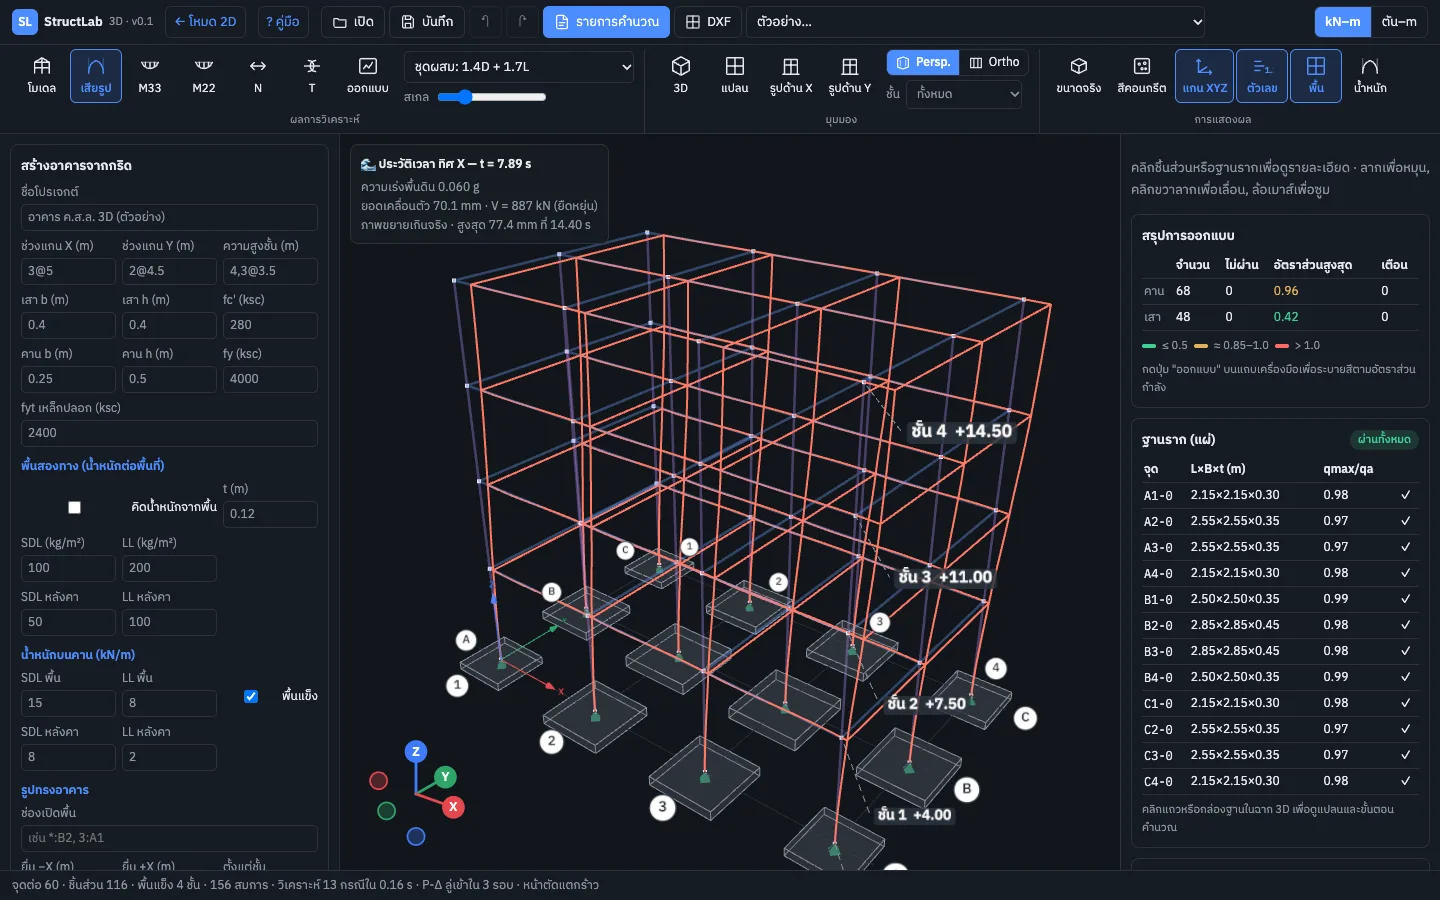 SL StructLab 3D · v0.1 ← โหมด 2D ? คู่มือ เปิด บันทึก รายการคำนวณ DXF ตัวอย่าง... kN–m ตัน–m
โมเดล เสียรูป M33 M22 N T ออกแบบ
ชุดผสม: 1.4D + 1.7L
สเกล
ผลการวิเคราะห์
3D แปลน รูปด้าน X รูปด้าน Y
Persp. Ortho
ชั้น ทั้งหมด
มุมมอง
ขนาดจริง สีคอนกรีต แกน XYZ ตัวเลข พื้น น้ำหนัก
การแสดงผล
สร้างอาคารจากกริด
ชื่อโปรเจกต์
อาคาร ค.ส.ล. 3D (ตัวอย่าง)
ช่วงแกน X (m) ช่วงแกน Y (m) ความสูงชั้น (m)
3@5 2@4.5 4,3@3.5
เสา b (m) เสา h (m) fc' (ksc)
0.4 0.4 280
คาน b (m) คาน h (m) fy (ksc)
0.25 0.5 4000
fyt เหล็กปลอก (ksc)
2400
พื้นสองทาง (น้ำหนักต่อพื้นที่)
คิดน้ำหนักจากพื้น t (m)
0.12
SDL (kg/m²) LL (kg/m²)
100 200
SDL หลังคา LL หลังคา
50 100
น้ำหนักบนคาน (kN/m)
SDL พื้น LL พื้น
15 8 พื้นแข็ง
SDL หลังคา LL หลังคา
8 2
รูปทรงอาคาร
ช่องเปิดพื้น
เช่น *:B2, 3:A1
ยื่น −X (m) ยื่น +X (m) ตั้งแต่ชั้น
🌊 ประวัติเวลา ทิศ X — t = 7.89 s
ความเร่งพื้นดิน 0.060 g
ยอดเคลื่อนตัว 70.1 mm · V = 887 kN (ยืดหยุ่น)
ภาพขยายเกินจริง · สูงสุด 77.4 mm ที่ 14.40 s
ชั้น 4 +14.50
ชั้น 3 +11.00
ชั้น 2 +7.50
ชั้น 1 +4.00
C 1
B 2
A 3
1 4
2 C
3 B
X
Z
Y
X
คลิกชิ้นส่วนหรือฐานรากเพื่อดูรายละเอียด · ลากเพื่อหมุน,
คลิกขวาลากเพื่อเลื่อน, ล้อเมาส์เพื่อซูม
สรุปการออกแบบ
จำนวน ไม่ผ่าน อัตราส่วนสูงสุด เตือน
คาน 68 0 0.96 0
เสา 48 0 0.42 0
≤ 0.5 ≈ 0.85–1.0 > 1.0
กดปุ่ม "ออกแบบ" บนแถบเครื่องมือเพื่อระบายสีตามอัตราส่วน
กำลัง
ฐานราก (แผ่) ผ่านทั้งหมด
จุด L×B×t (m) qmax/qa
A1-0 2.15×2.15×0.30 0.98 ✓
A2-0 2.55×2.55×0.35 0.97 ✓
A3-0 2.55×2.55×0.35 0.97 ✓
A4-0 2.15×2.15×0.30 0.98 ✓
B1-0 2.50×2.50×0.35 0.99 ✓
B2-0 2.85×2.85×0.45 0.98 ✓
B3-0 2.85×2.85×0.45 0.98 ✓
B4-0 2.50×2.50×0.35 0.99 ✓
C1-0 2.15×2.15×0.30 0.98 ✓
C2-0 2.55×2.55×0.35 0.97 ✓
C3-0 2.55×2.55×0.35 0.97 ✓
C4-0 2.15×2.15×0.30 0.98 ✓
คลิกแถวหรือกล่องฐานในฉาก 3D เพื่อดูแปลนและขั้นตอน
คำนวณ
จุดต่อ 60 · ชิ้นส่วน 116 · พื้นแข็ง 4 ชั้น · 156 สมการ · วิเคราะห์ 13 กรณีใน 0.16 s · P-Δ ลู่เข้าใน 3 รอบ · หน้าตัดแตกร้าว